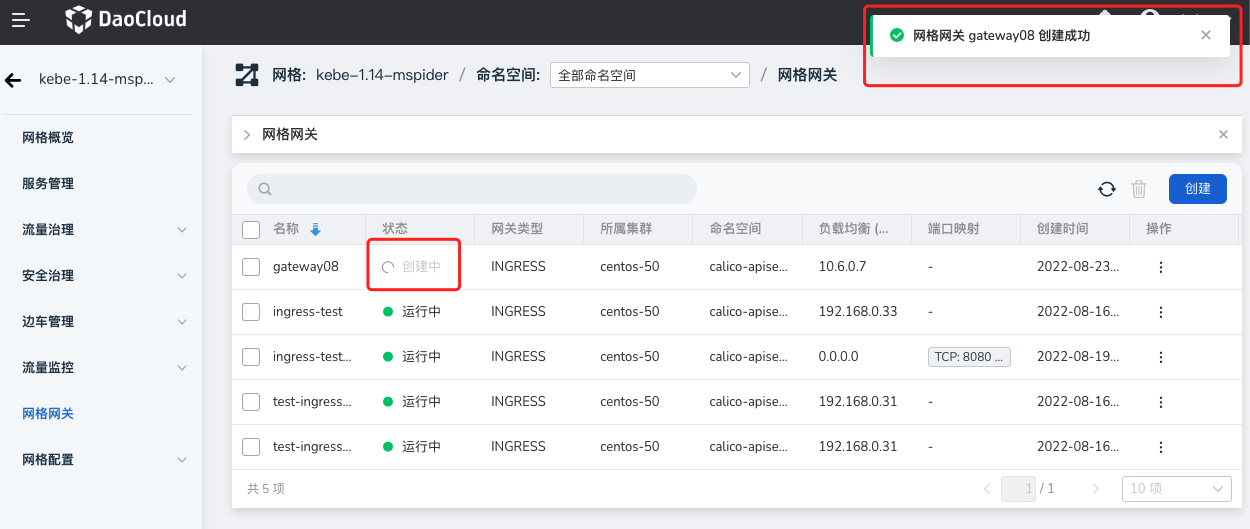 DaoCloud
网格网关 gateway08 创建成功
kebe-1.14-msp...
网格: kebe-1.14-mspider / 命名空间: 全部命名空间 / 网格网关
网格概览
服务管理
流量治理
安全治理
边车管理
流量监控
网格网关
网格配置
网格网关
创建
名称 状态 网关类型 所属集群 命名空间 负载均衡 (... 端口映射 创建时间 操作
gateway08 创建中 INGRESS centos-50 calico-apise... 10.6.0.7 - 2022-08-23...
ingress-test 运行中 INGRESS centos-50 calico-apise... 192.168.0.33 - 2022-08-16...
ingress-test... 运行中 INGRESS centos-50 calico-apise... 0.0.0.0 TCP: 8080 ... 2022-08-19...
test-ingress... 运行中 INGRESS centos-50 calico-apise... 192.168.0.31 - 2022-08-16...
test-ingress... 运行中 INGRESS centos-50 calico-apise... 192.168.0.31 - 2022-08-16...
共 5 项 1 / 1 10 项